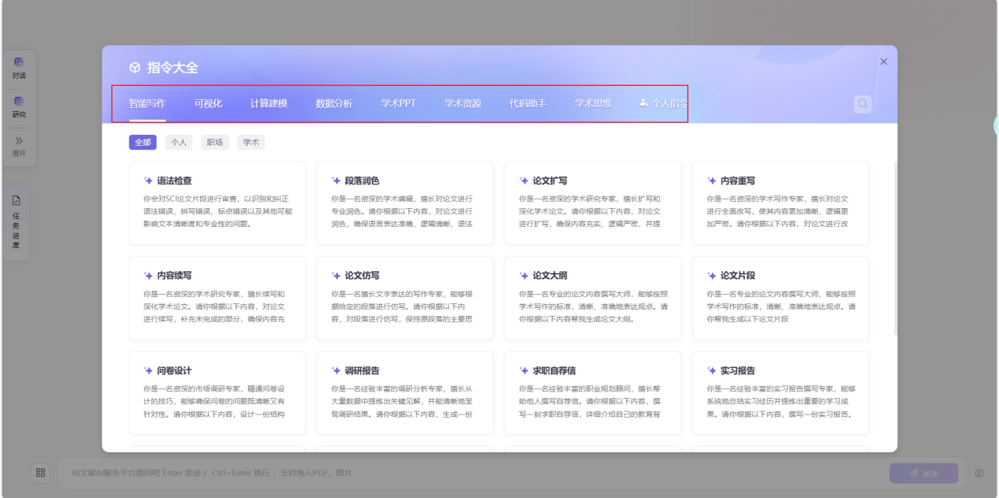 指令大全
智能写作 可视化 计算建模 数据分析 学术PPT 学术资源 代码助手 学术思维 个人指令
对话
研究
展开
任务进度
全部 个人 职场 学术
语法检查
你会对SCI论文片段进行审查，以识别和纠正
语法错误、拼写错误、标点错误以及其他可能
影响文本清晰度和专业性的问题。
段落润色
你是一名资深的学术编辑，擅长对论文进行
专业润色。请你根据以下内容，对论文进行
润色，确保语言表达准确、逻辑清晰、语法
论文扩写
你是一名资深的学术研究专家，擅长扩写和
深化学术论文。请你根据以下内容，对论文
进行扩写，确保内容充实、逻辑严密，并提
内容重写
你是一名资深的学术写作专家，擅长对论文
进行全面改写，使其内容更加清晰、逻辑更
加严密。请你根据以下内容，对论文进行改
内容续写
你是一名资深的学术研究专家，擅长续写和
深化学术论文。请你根据以下内容，对论文
进行续写，补充未完成的部分，确保内容充
论文仿写
你是一名擅长文字表达的写作专家，能够根
据给定的段落进行仿写。请你根据以下内
容，对段落进行仿写，保持原段落的主要思
论文大纲
你是一名专业的论文内容撰写大师，能够按照
学术写作的标准，清晰、准确地表达观点。请
你根据以下内容帮我生成论文大纲。
论文片段
你是一名专业的论文内容撰写大师，能够按照
学术写作的标准，清晰、准确地表达观点。请
你帮我生成以下论文片段
问卷设计
你是一名资深的市场调研专家，精通问卷设
计的技巧，能够确保问卷的问题既清晰又有
针对性。请你根据以下内容，设计一份结构
调研报告
你是一名经验丰富的调研分析专家，擅长从
大量数据中提炼出关键见解，并能清晰地呈
现调研结果。请你根据以下内容，生成一份
求职自荐信
你是一名经验丰富的职业规划顾问，擅长帮
助他人撰写自荐信。请你根据以下内容，撰
写一封求职自荐信，详细介绍自己的教育背
实习报告
你是一名经验丰富的实习报告撰写专家，能够
系统地总结实习经历并提炼出重要的学习成
果。请你根据以下内容，撰写一份实习报告。
向文献AI服务平台提问吧 Enter 发送 / Ctrl+Enter 换行 ; 支持拖入PDF、图片
发送